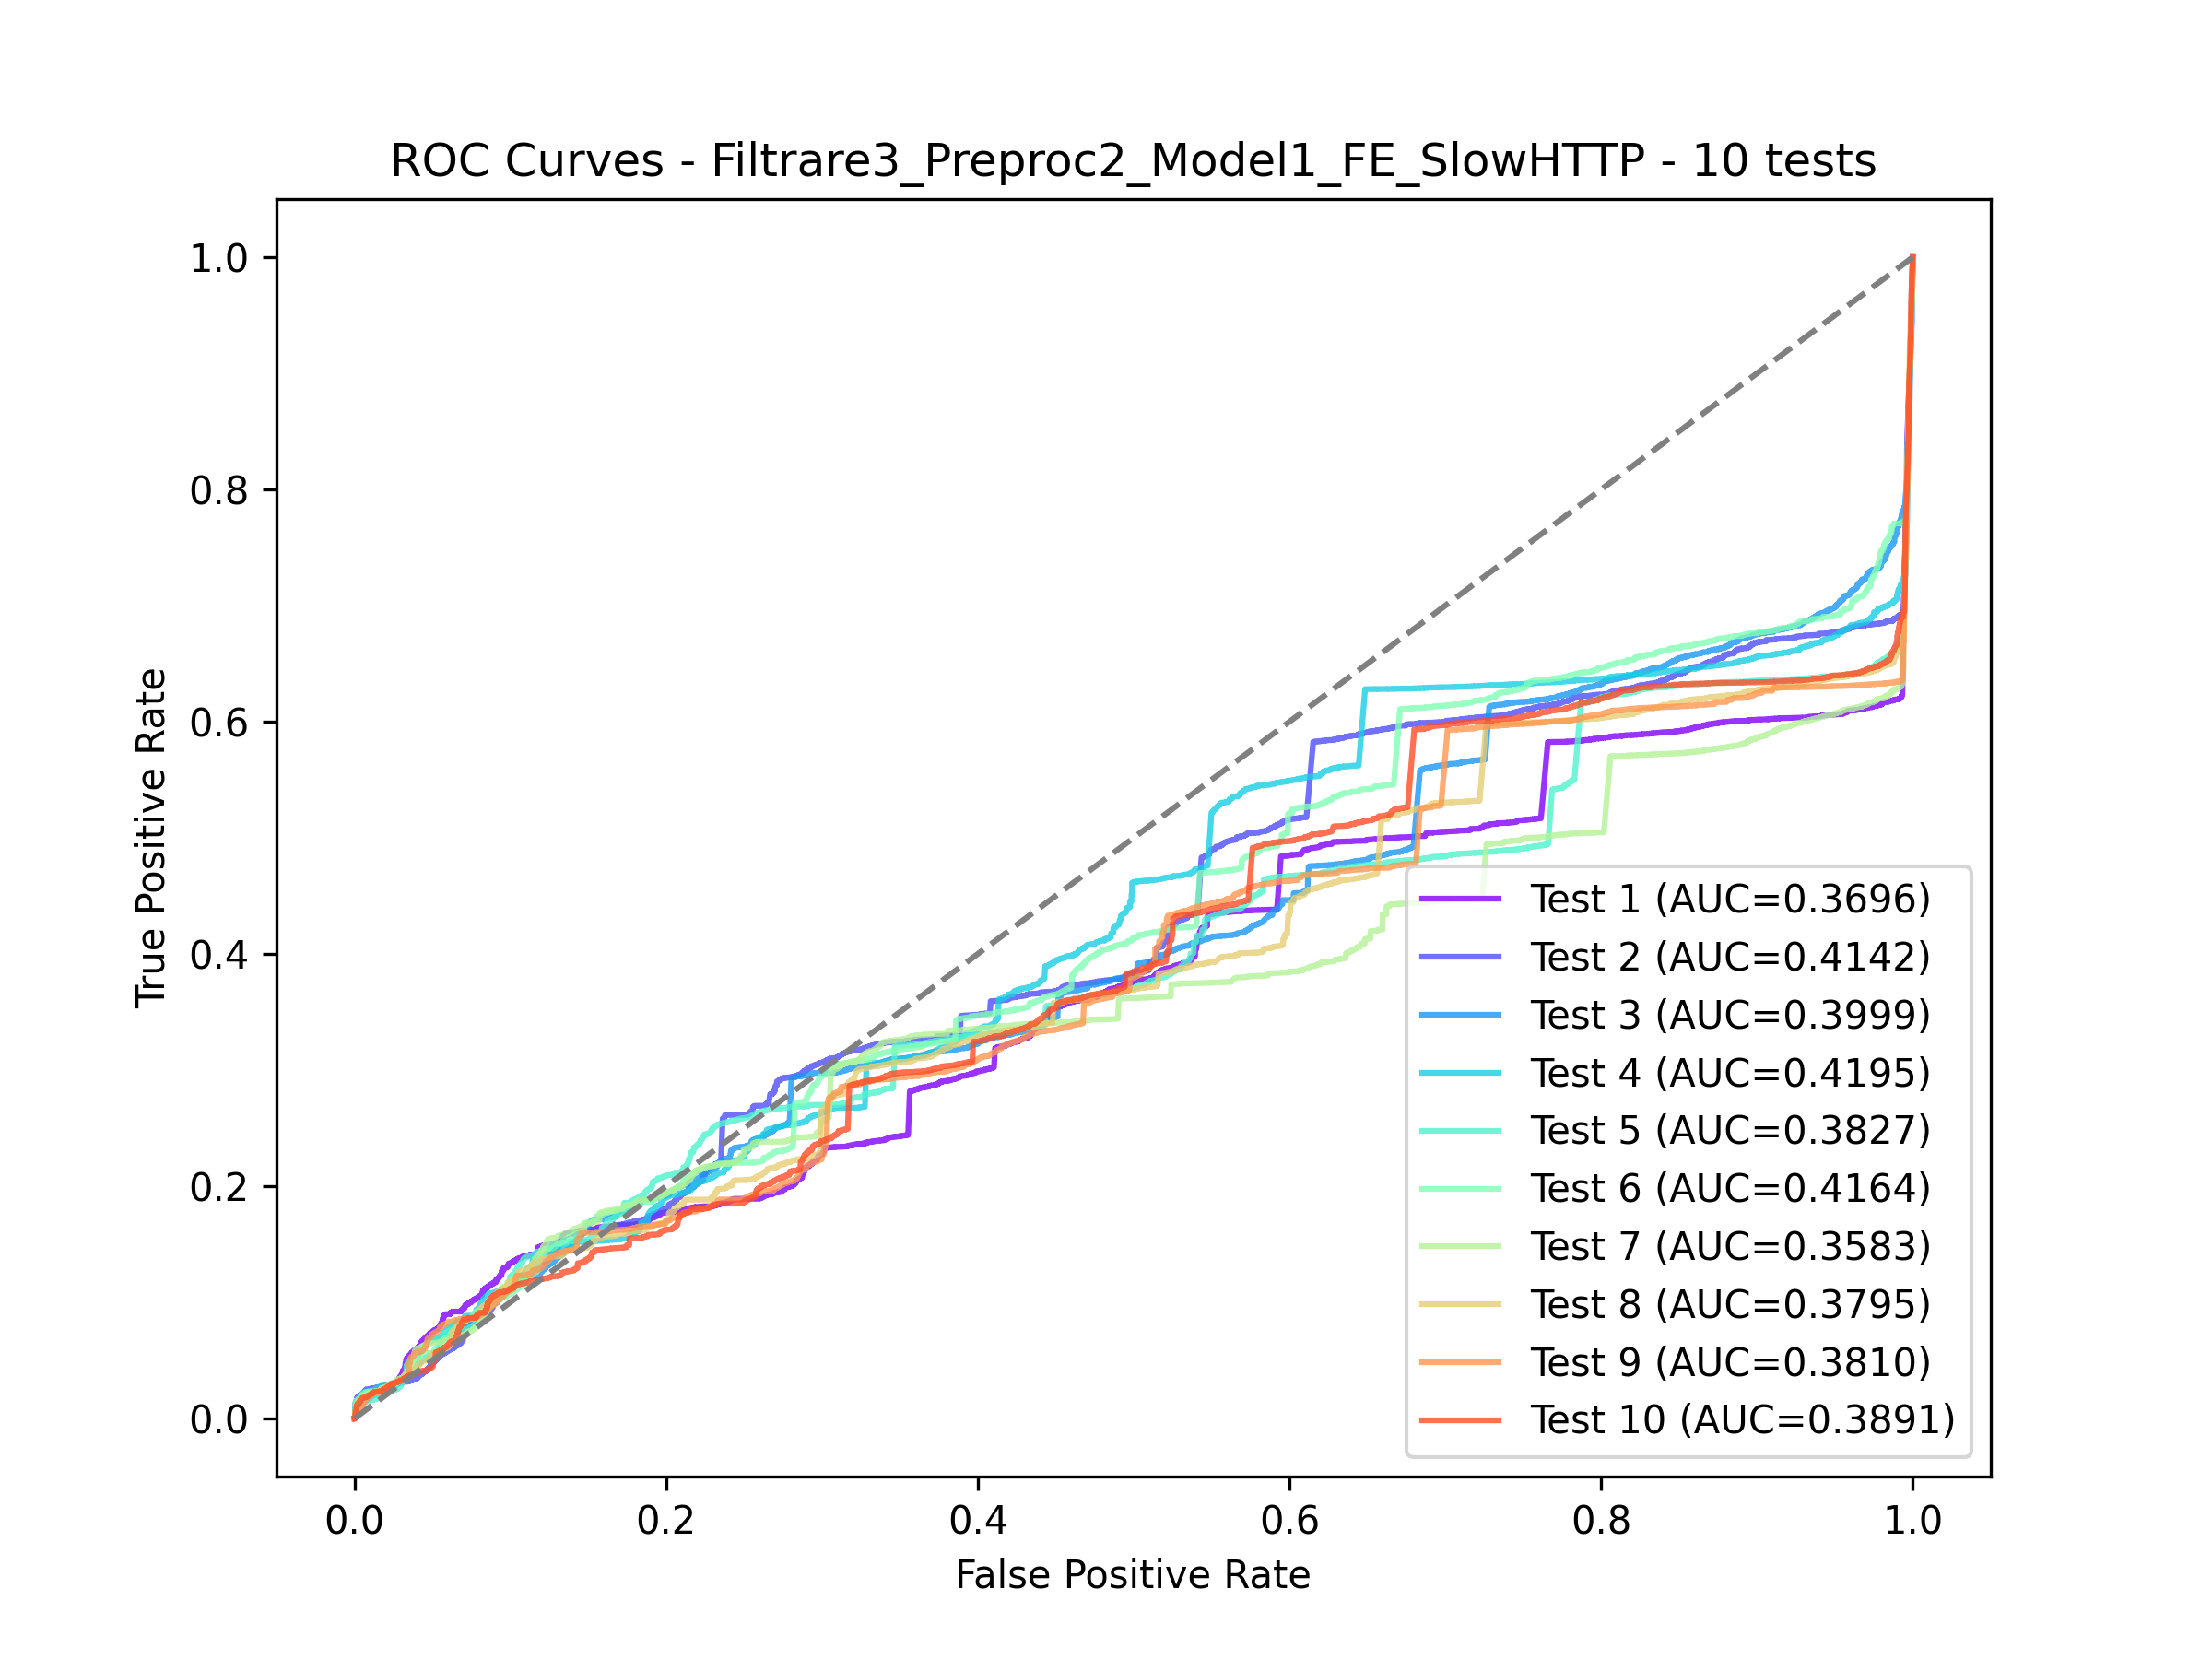 ROC Curves - Filtrare3_Preproc2_Model1_FE_SlowHTTP - 10 tests
True Positive Rate
1.0
0.8
0.6
0.4
0.2
0.0
Test 1 (AUC=0.3696)
Test 2 (AUC=0.4142)
Test 3 (AUC=0.3999)
Test 4 (AUC=0.4195)
Test 5 (AUC=0.3827)
Test 6 (AUC=0.4164)
Test 7 (AUC=0.3583)
Test 8 (AUC=0.3795)
Test 9 (AUC=0.3810)
Test 10 (AUC=0.3891)
0.0 0.2 0.4 0.6 0.8 1.0
False Positive Rate